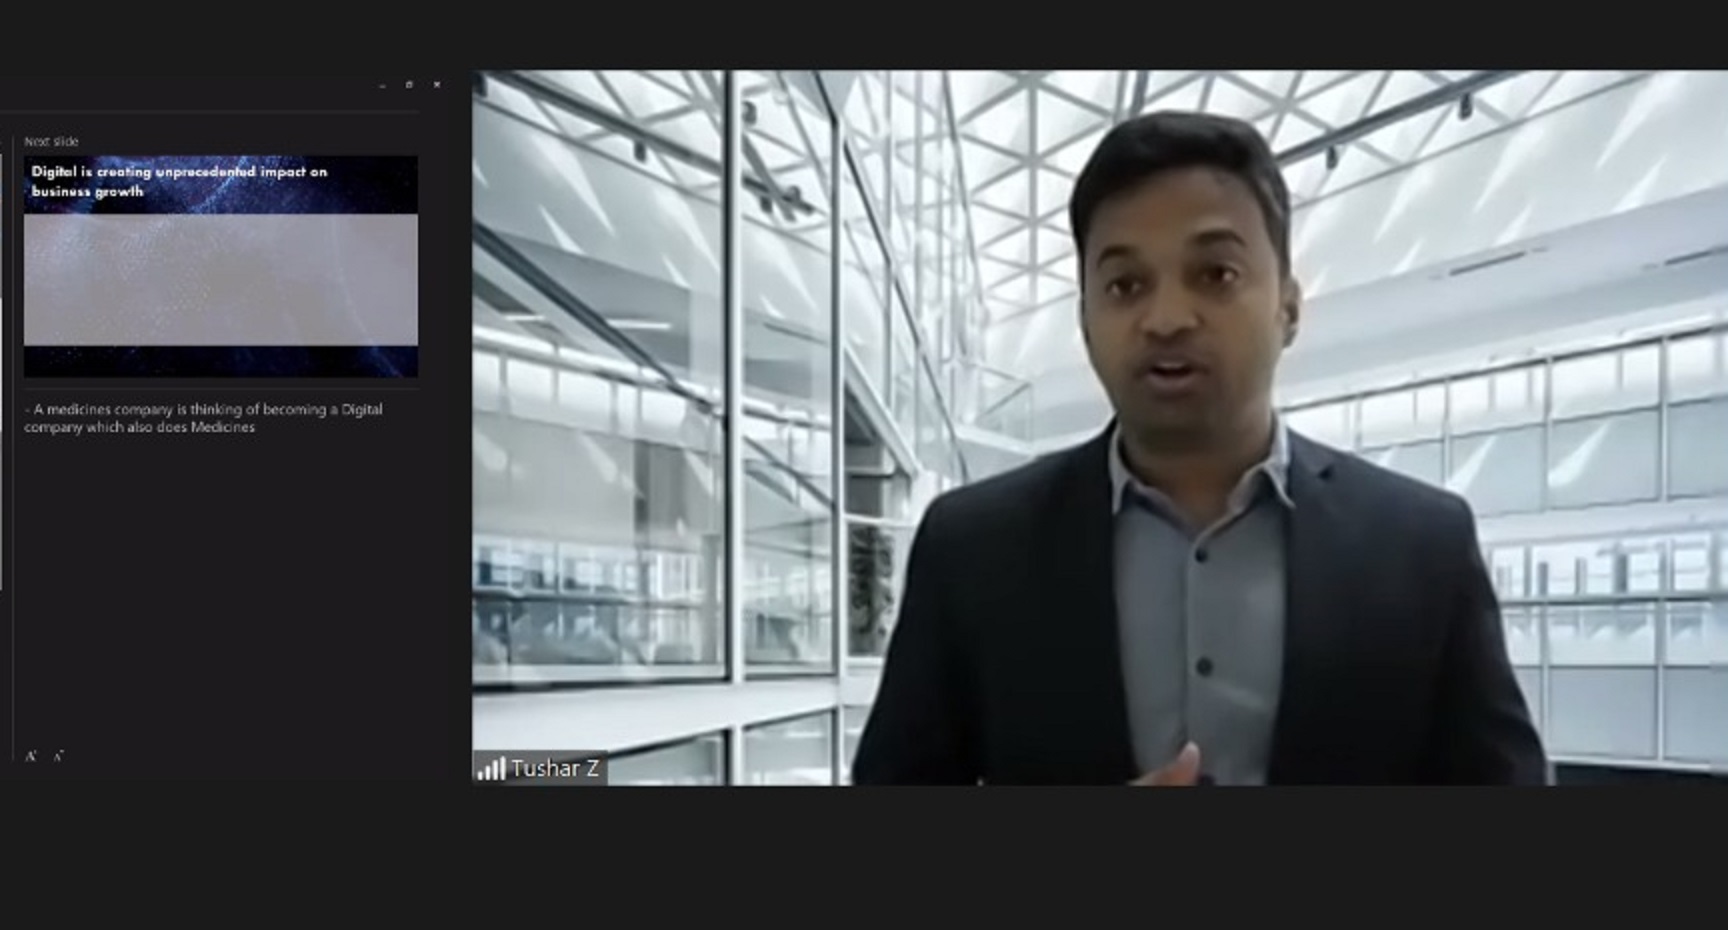 Next slide
Digital is creating unprecedented impact on
business growth
- A medicines company is thinking of becoming a Digital
company which also does Medicines
Tushar Z